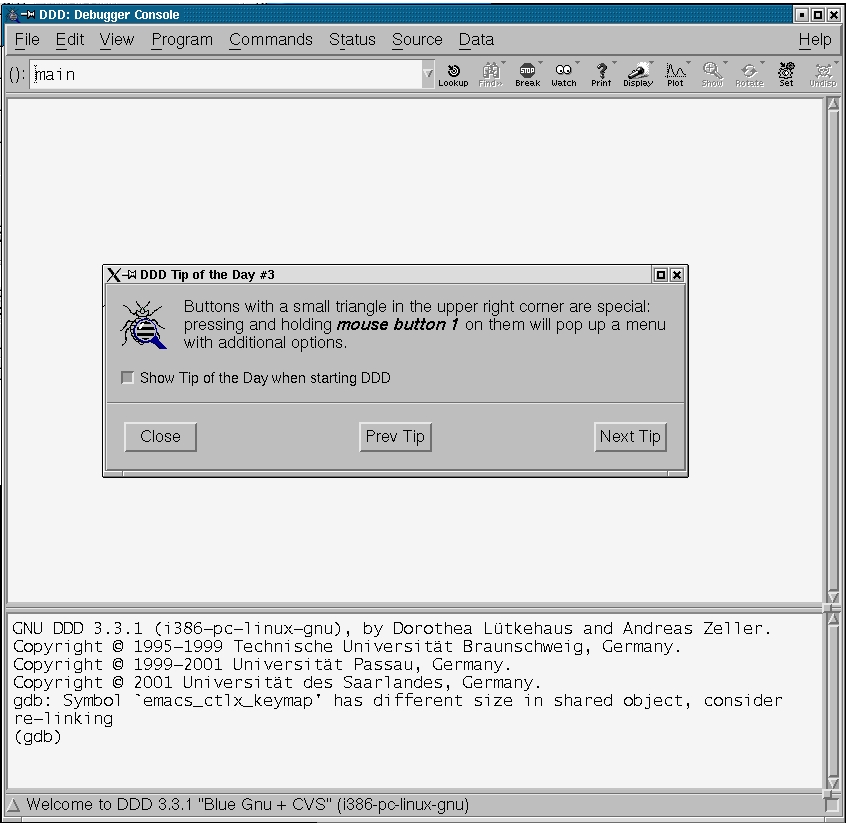 DDD: Debugger Console
File Edit View Program Commands Status Source Data Help
(): main
Lookup Find>> Break Watch Print Display Plot Show Rotate Set Undisp
DDD Tip of the Day #3
Buttons with a small triangle in the upper right corner are special:
pressing and holding mouse button 1 on them will pop up a menu
with additional options.
Show Tip of the Day when starting DDD
Close Prev Tip Next Tip
GNU DDD 3.3.1 (i386-pc-linux-gnu), by Dorothea Lütkehaus and Andreas Zeller.
Copyright © 1995-1999 Technische Universität Braunschweig, Germany.
Copyright © 1999-2001 Universität Passau, Germany.
Copyright © 2001 Universität des Saarlandes, Germany.
gdb: Symbol `emacs_ctlx_keymap' has different size in shared object, consider
re-linking
(gdb)
Welcome to DDD 3.3.1 "Blue Gnu + CVS" (i386-pc-linux-gnu)